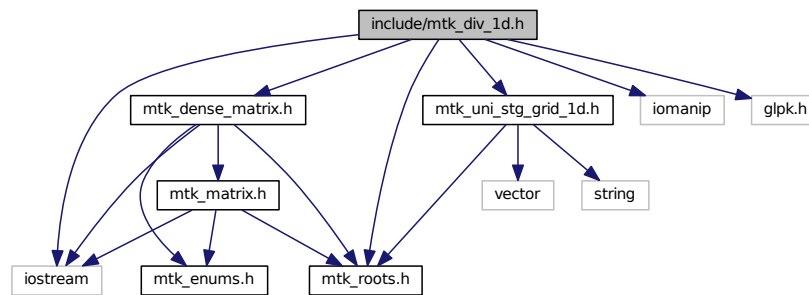 include/mtk_div_1d.h
mtk_dense_matrix.h
mtk_uni_stg_grid_1d.h
iomanip
glpk.h
mtk_matrix.h
vector
string
iostream
mtk_enums.h
mtk_roots.h